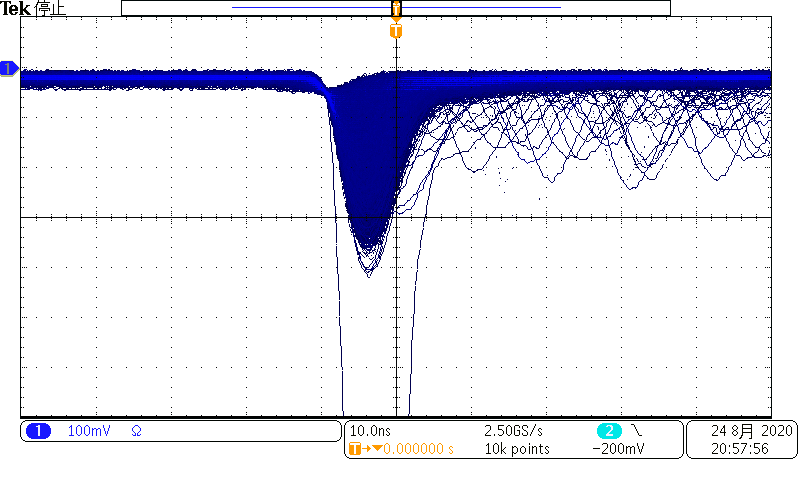 Tek 停止
T
T
1
1 100mV Ω
10.0ns 2.50GS/s 2
T→▼0.000000 s 10k points −200mV
24 8月 2020
20:57:56